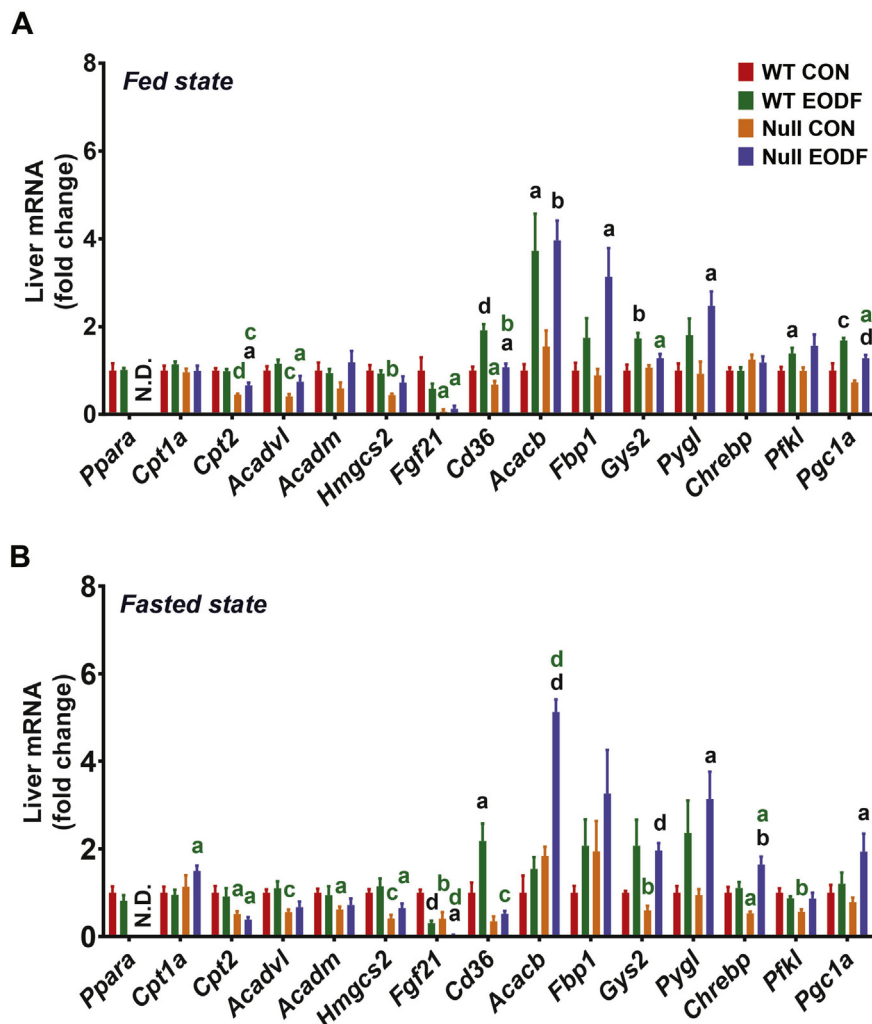 A
8
Fed state
WT CON
WT EODF
Null CON
Null EODF
6
Liver mRNA
(fold change)
4
2
0
a
b
a
d
b
a
a
b
a
a
a
c
a
d
c
a
d
c
a
b
a
a
N.D.
Ppara
Cpt1a
Cpt2
Acadvl
Acadm
Hmgcs2
Fgf21
Cd36
Acacb
Fbp1
Gys2
Pygl
Chrebp
Pfkl
Pgc1a
B
8
Fasted state
6
Liver mRNA
(fold change)
4
2
0
N.D.
a
a
a
c
a
c
a
d
b
d
a
a
c
d
d
b
d
a
a
a
b
b
a
Ppara
Cpt1a
Cpt2
Acadvl
Acadm
Hmgcs2
Fgf21
Cd36
Acacb
Fbp1
Gys2
Pygl
Chrebp
Pfkl
Pgc1a